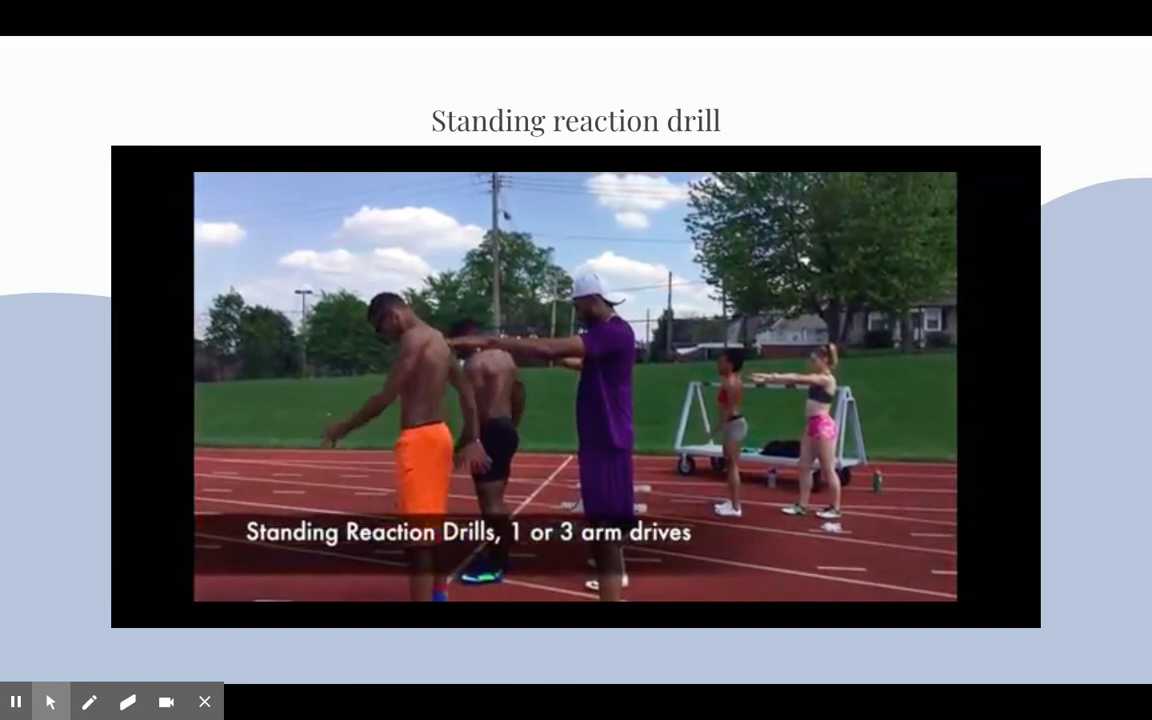 Standing reaction drill
Standing Reaction Drills, 1 or 3 arm drives